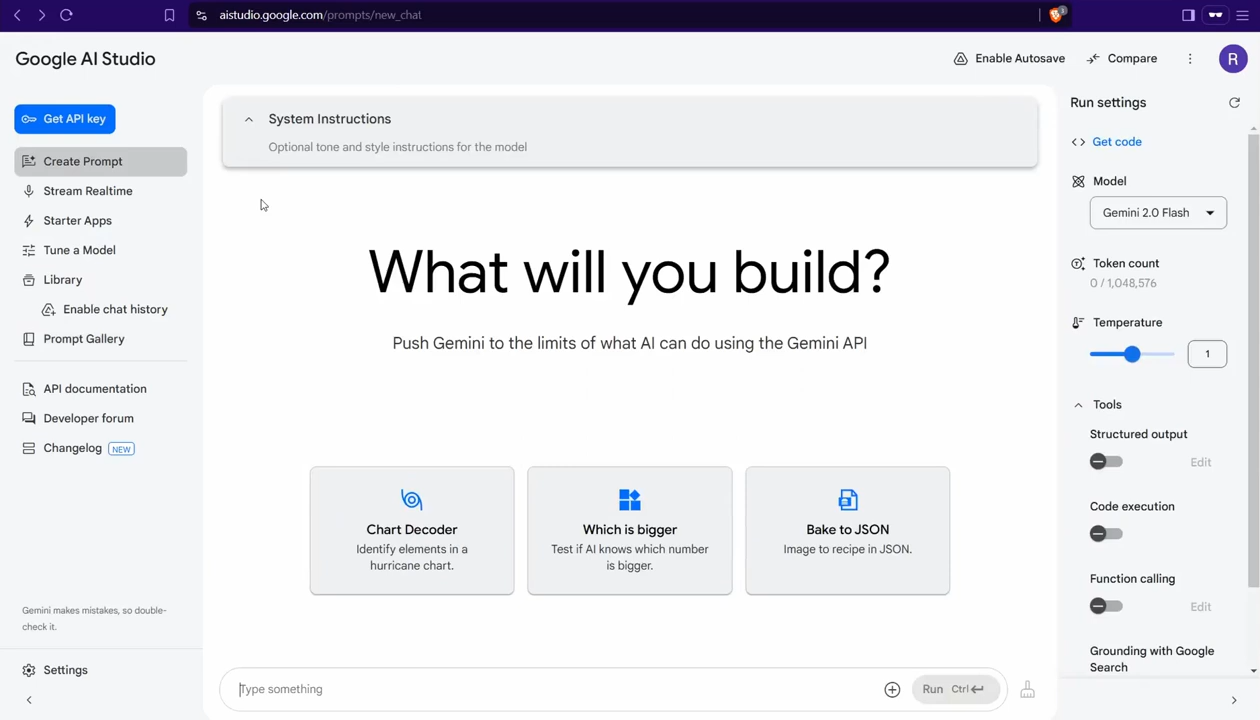 aistudio.google.com/prompts/new_chat
3
Google AI Studio
Enable Autosave
Compare
R
Get API key
Create Prompt
Stream Realtime
Starter Apps
Tune a Model
Library
Enable chat history
Prompt Gallery
API documentation
Developer forum
Changelog NEW
Gemini makes mistakes, so double-
check it.
Settings
System Instructions
Optional tone and style instructions for the model
What will you build?
Push Gemini to the limits of what AI can do using the Gemini API
Chart Decoder
Identify elements in a
hurricane chart.
Which is bigger
Test if AI knows which number
is bigger.
Bake to JSON
Image to recipe in JSON.
Type something
Run Ctrl
Run settings
Get code
Model
Gemini 2.0 Flash
Token count
0 / 1,048,576
Temperature
1
Tools
Structured output
Edit
Code execution
Function calling
Edit
Grounding with Google
Search